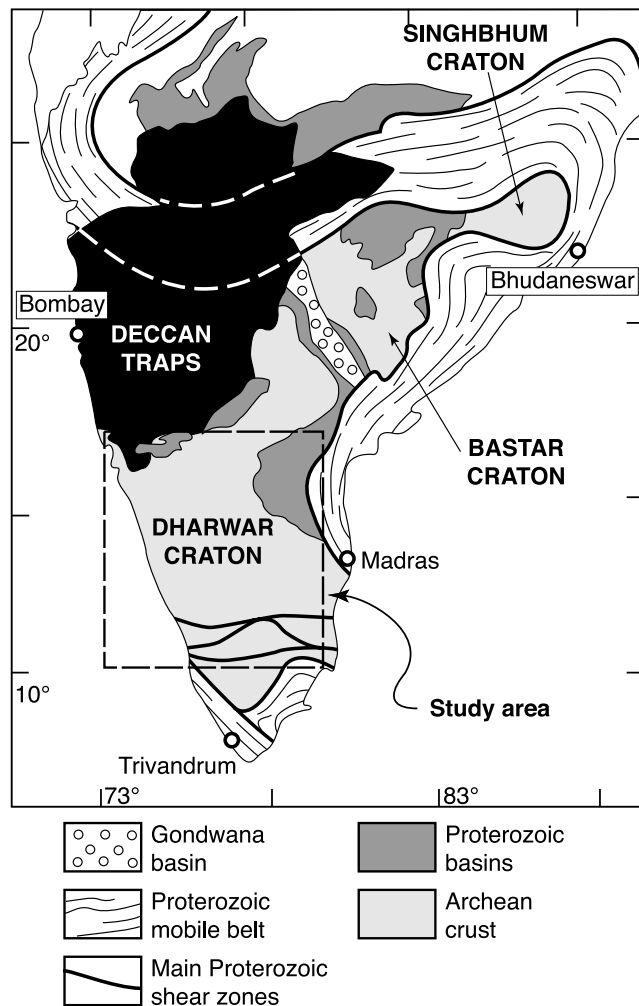 SINGHBHUM
CRATON
Bhudaneswar
Bombay
20°
DECCAN
TRAPS
BASTAR
CRATON
DHARWAR
CRATON
Madras
10°
Study area
Trivandrum
73°
83°
Gondwana
basin
Proterozoic
basins
Proterozoic
mobile belt
Archean
crust
Main Proterozoic
shear zones